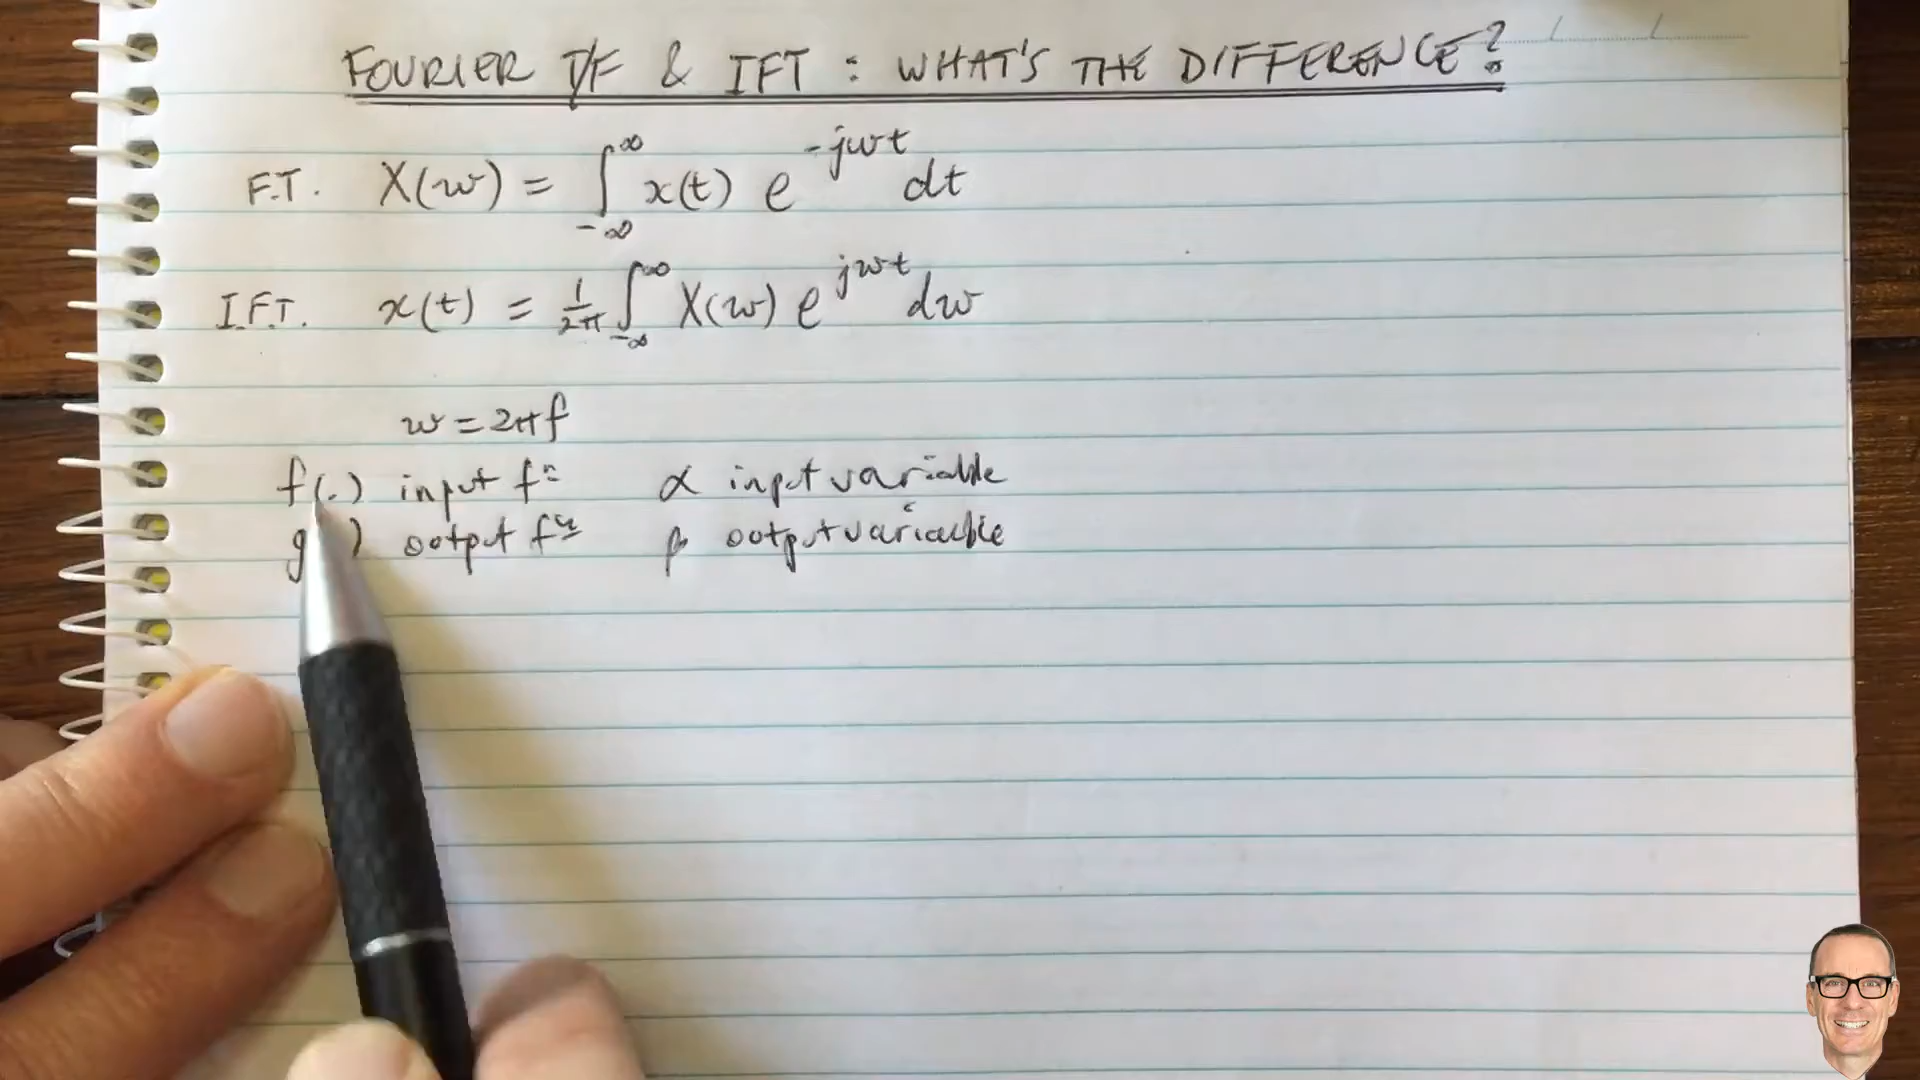 FOURIER T/F & IFT : WHAT'S THE DIFFERENCE?
F.T. X(w) = ∫_{-∞}^{∞} x(t) e^{-jwt} dt
I.F.T. x(t) = 1/2π ∫_{-∞}^{∞} X(w) e^{jwt} dw
w = 2πf
f(.) input fⁿ α input variable
g( ) output fⁿ β output variable